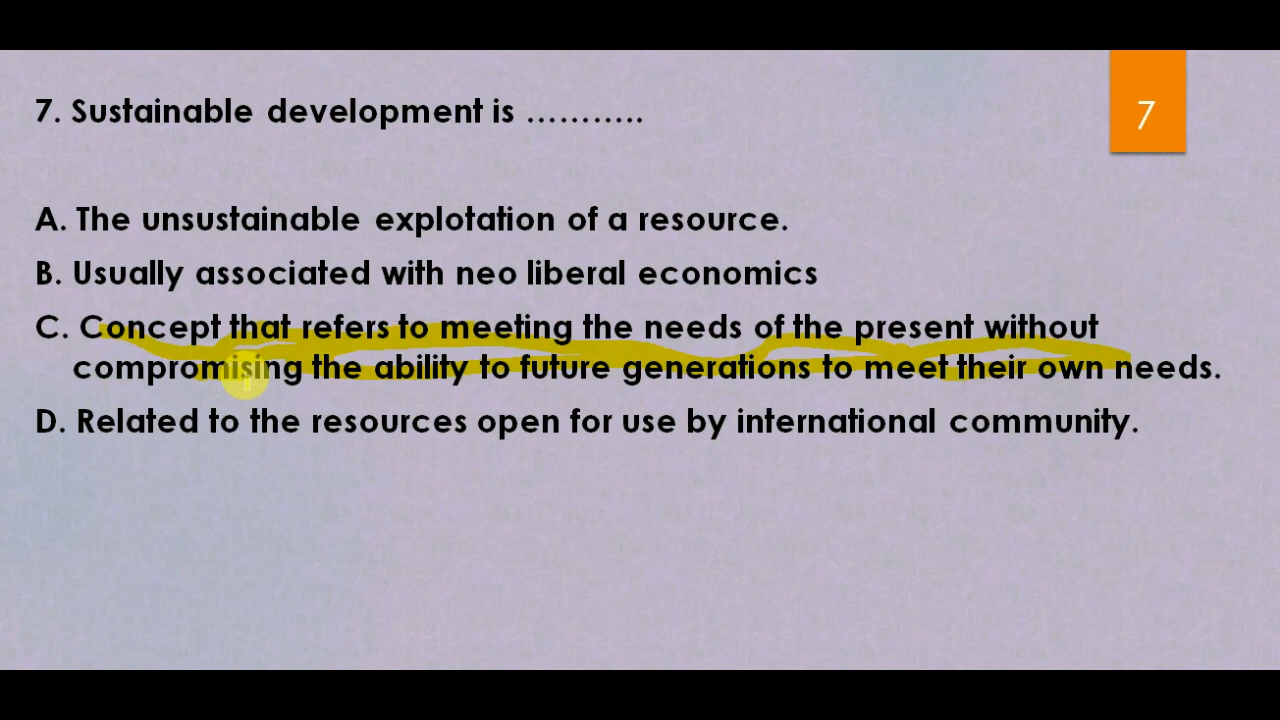 7. Sustainable development is ...........
7
A. The unsustainable explotation of a resource.
B. Usually associated with neo liberal economics
C. Concept that refers to meeting the needs of the present without
compromising the ability to future generations to meet their own needs.
D. Related to the resources open for use by international community.